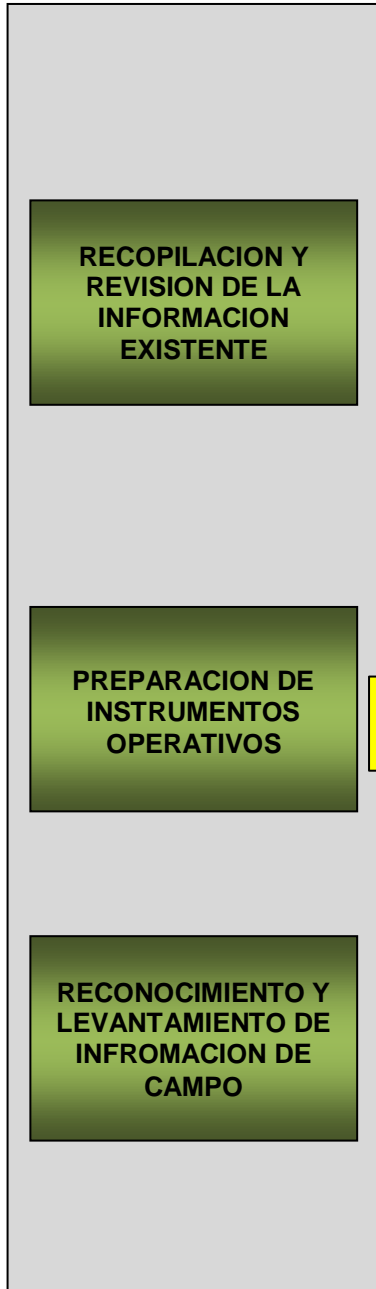 RECOPILACION Y
REVISION DE LA
INFORMACION
EXISTENTE
PREPARACION DE
INSTRUMENTOS
OPERATIVOS
RECONOCIMIENTO Y
LEVANTAMIENTO DE
INFROMACION DE
CAMPO